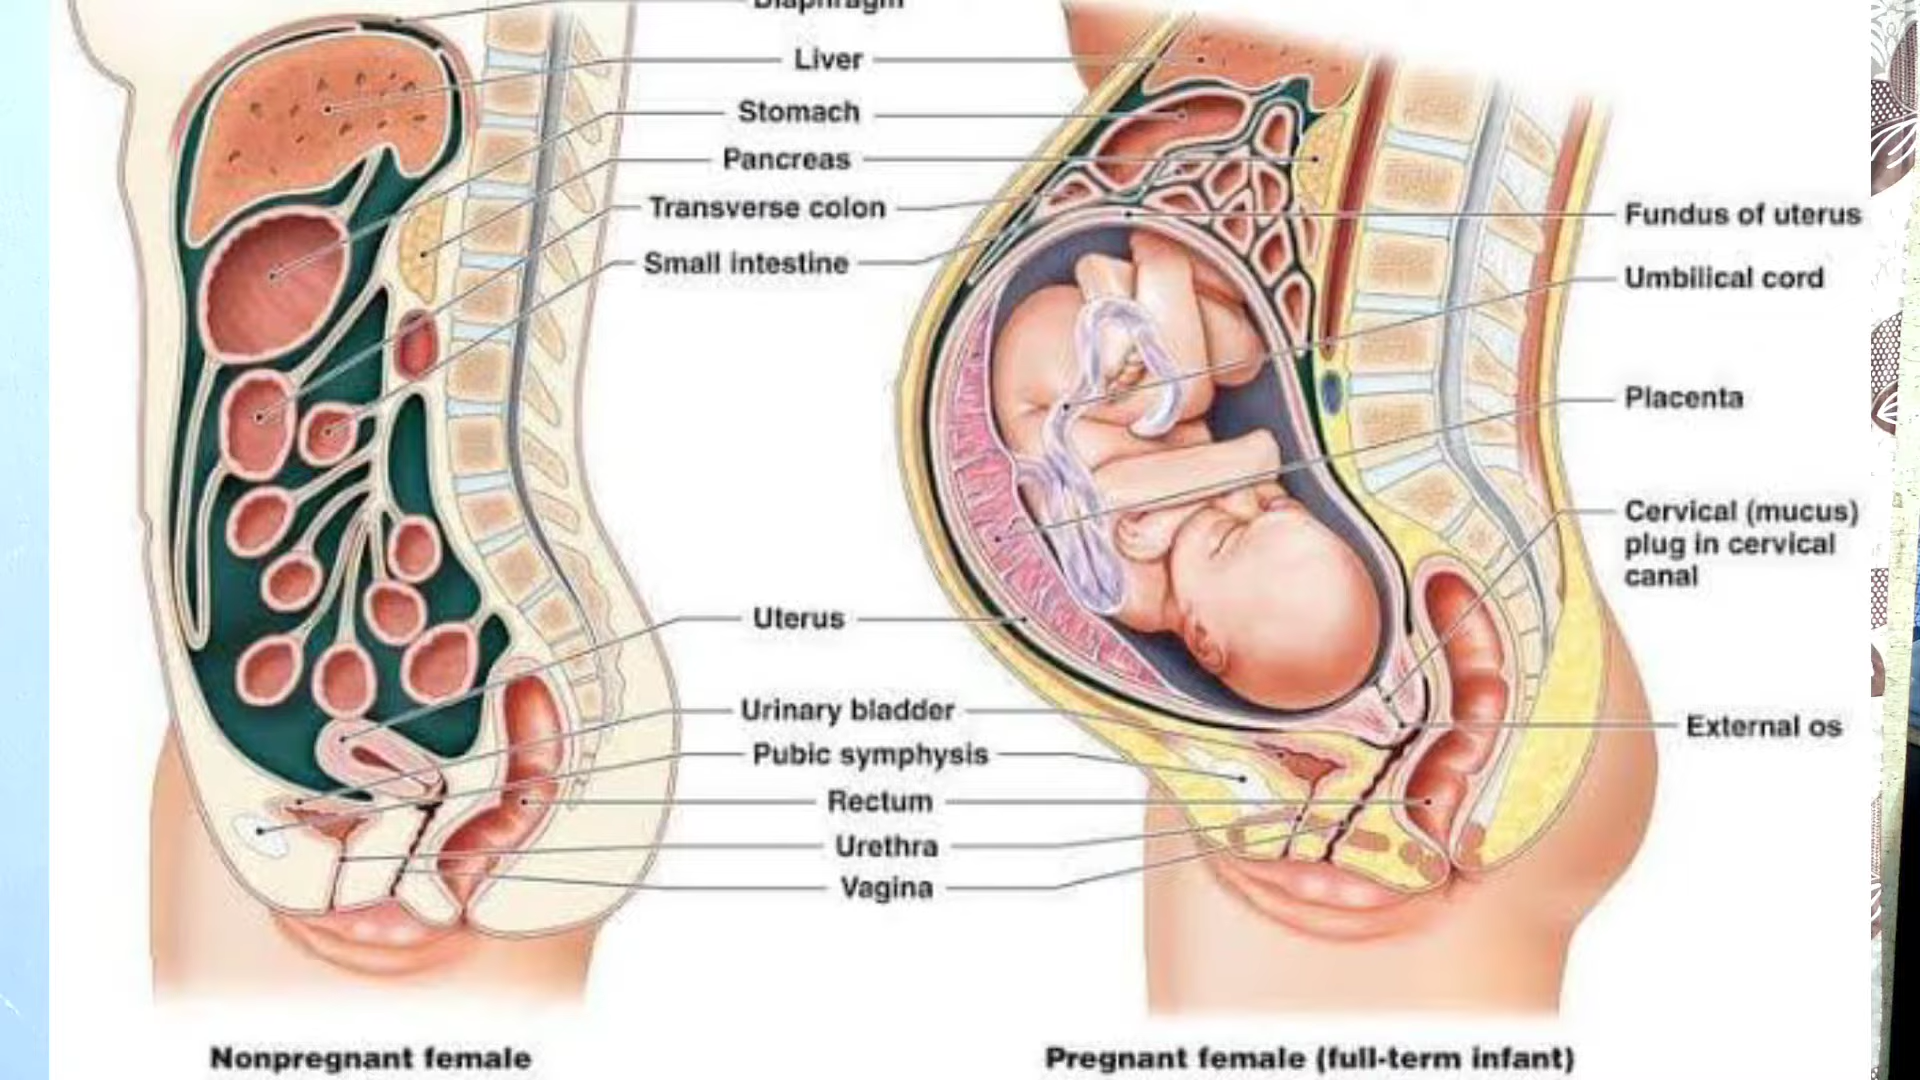 Diaphragm
Liver
Stomach
Pancreas
Transverse colon
Small intestine
Fundus of uterus
Umbilical cord
Placenta
Cervical (mucus)
plug in cervical
canal
Uterus
Urinary bladder
Pubic symphysis
Rectum
Urethra
Vagina
External os
Nonpregnant female
Pregnant female (full-term infant)